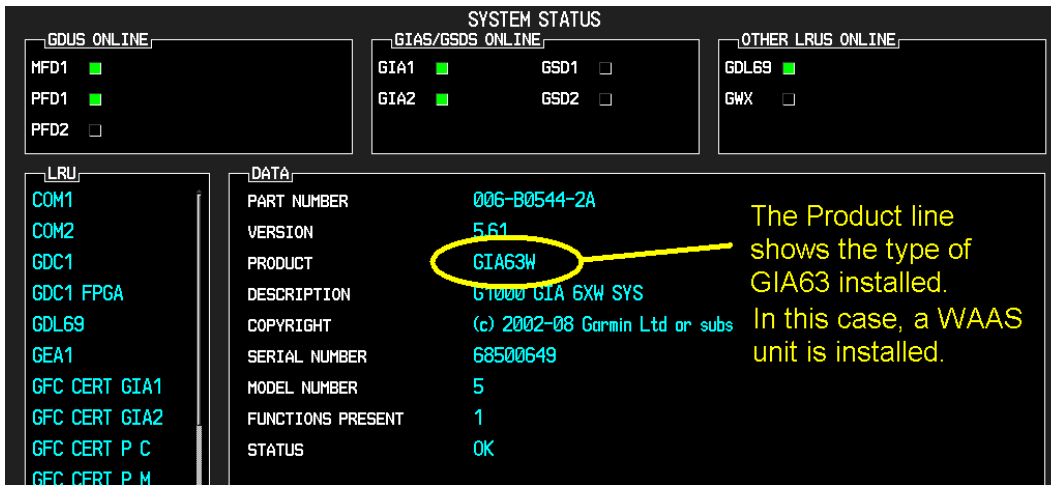 SYSTEM STATUS
GDUS ONLINE
MFD1
PFD1
PFD2
GIAS/GSDS ONLINE
GIA1 GSD1
GIA2 GSD2
OTHER LRUS ONLINE
GDL69
GWX
LRU
COM1
COM2
GDC1
GDC1 FPGA
GDL69
GEA1
GFC CERT GIA1
GFC CERT GIA2
GFC CERT P C
GFC CERT P M
DATA
PART NUMBER 006-B0544-2A
VERSION 5.61
PRODUCT GIA63W
DESCRIPTION G1000 GIA 6XW SYS
COPYRIGHT (c) 2002-08 Garmin Ltd or subs
SERIAL NUMBER 68500649
MODEL NUMBER 5
FUNCTIONS PRESENT 1
STATUS OK
The Product line
shows the type of
GIA63 installed.
In this case, a WAAS
unit is installed.